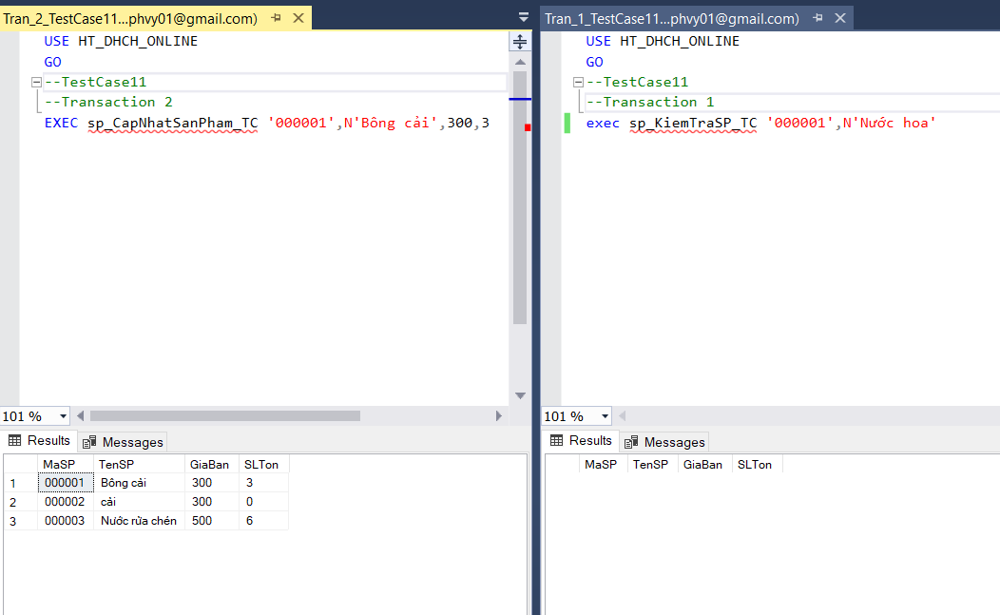 Tran_2_TestCase11...phvy01@gmail.com)
USE HT_DHCH_ONLINE
GO
--TestCase11
--Transaction 2
EXEC sp_CapNhatSanPham_TC '000001',N'Bông cải',300,3
101 %
Results Messages
MaSP TenSP GiaBan SLTon
1 000001 Bông cải 300 3
2 000002 cải 300 0
3 000003 Nước rửa chén 500 6
Tran_1_TestCase11...phvy01@gmail.com)
USE HT_DHCH_ONLINE
GO
--TestCase11
--Transaction 1
exec sp_KiemTraSP_TC '000001',N'Nước hoa'
101 %
Results Messages
MaSP TenSP GiaBan SLTon